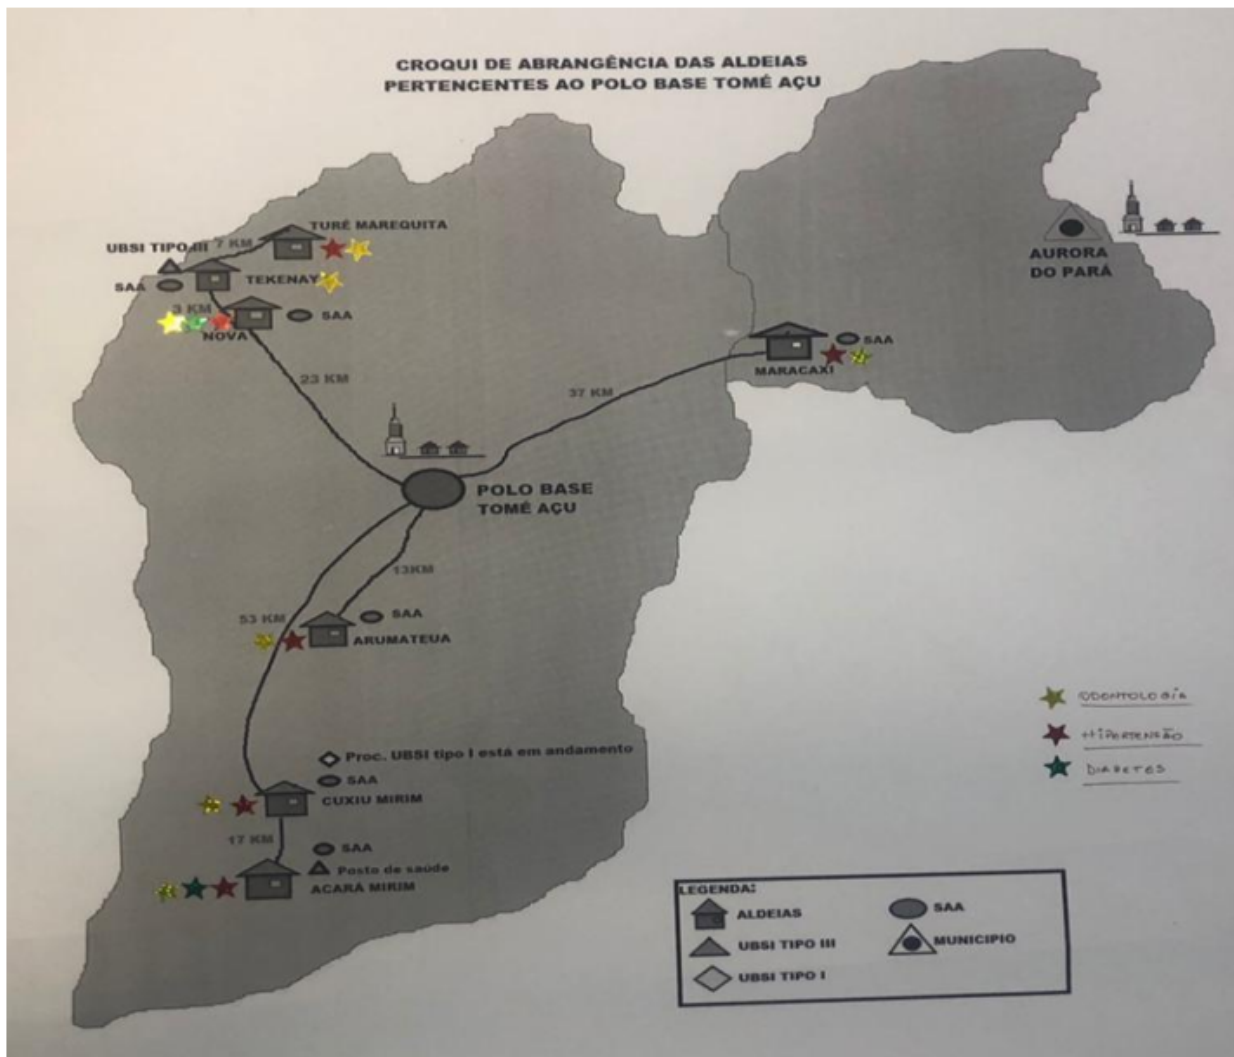 CROQUI DE ABRANGÊNCIA DAS ALDEIAS
PERTENCENTES AO POLO BASE TOMÉ AÇU
TURÉ MAREQUITA
7 KM
UBSI TIPO III
SAA
TEKENAY
3 KM
SAA
NOVA
23 KM
AURORA
DO PARÁ
SAA
MARACAXI
37 KM
POLO BASE
TOMÉ AÇU
13KM
53 KM
SAA
ARUMATEUA
ODONTOLOGÍA
HIPERTENSÃO
DIABETES
Proc. UBSI tipo I está em andamento
SAA
CUXIU MIRIM
17 KM
SAA
Posto de saúde
ACARÁ MIRIM
LEGENDA:
ALDEIAS
SAA
UBSI TIPO III
MUNICIPIO
UBSI TIPO I